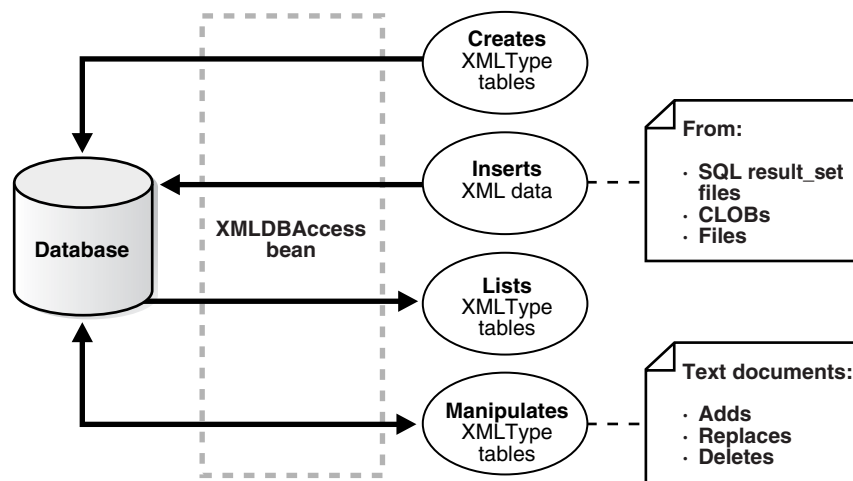 Creates
XMLType
tables
From:
Inserts
XML data
· SQL result_set
files
· CLOBs
· Files
Database
XMLDBAccess
bean
Lists
XMLType
tables
Text documents:
Manipulates
XMLType
tables
· Adds
· Replaces
· Deletes